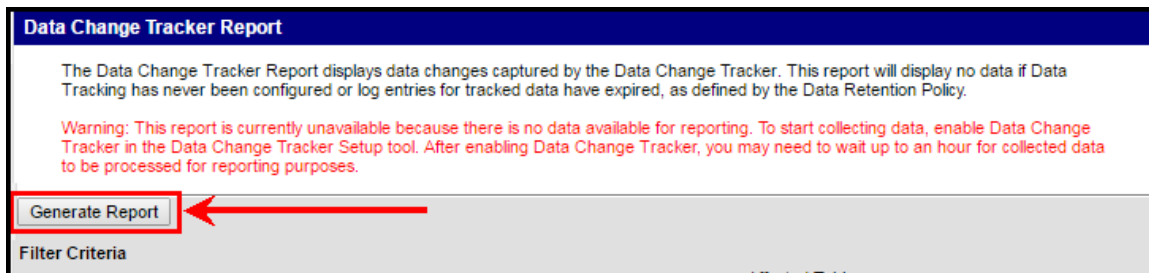 Data Change Tracker Report
The Data Change Tracker Report displays data changes captured by the Data Change Tracker. This report will display no data if Data
Tracking has never been configured or log entries for tracked data have expired, as defined by the Data Retention Policy.
Warning: This report is currently unavailable because there is no data available for reporting. To start collecting data, enable Data Change
Tracker in the Data Change Tracker Setup tool. After enabling Data Change Tracker, you may need to wait up to an hour for collected data
to be processed for reporting purposes.
Generate Report
Filter Criteria